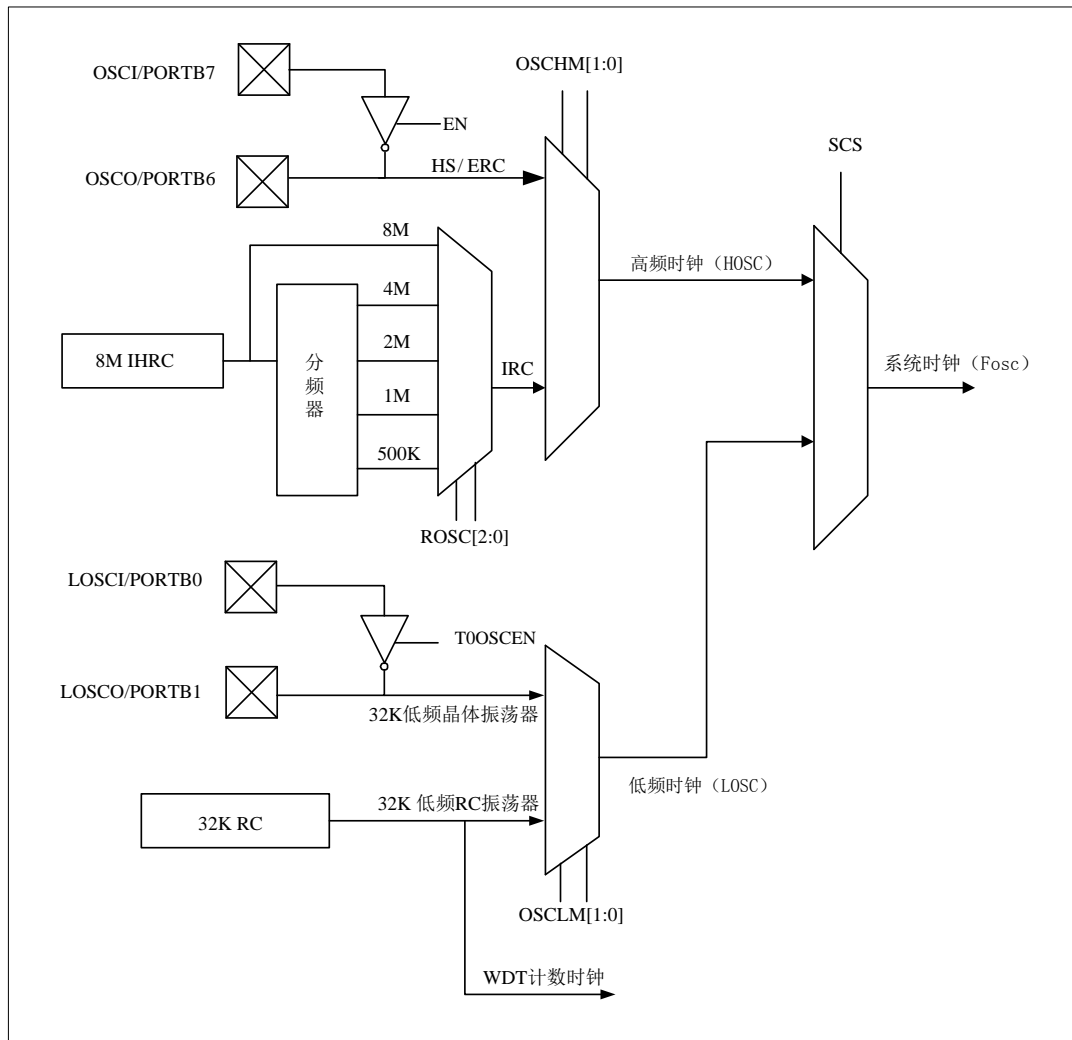 OSCI/PORTB7
OSCHM[1:0]
EN
SCS
OSCO/PORTB6
HS/ ERC
8M
高频时钟（HOSC）
4M
8M IHRC
分频器
2M
IRC
系统时钟（Fosc）
1M
500K
ROSC[2:0]
LOSCI/PORTB0
T0OSCEN
LOSCO/PORTB1
32K低频晶体振荡器
低频时钟（LOSC）
32K RC
32K 低频RC振荡器
OSCLM[1:0]
WDT计数时钟